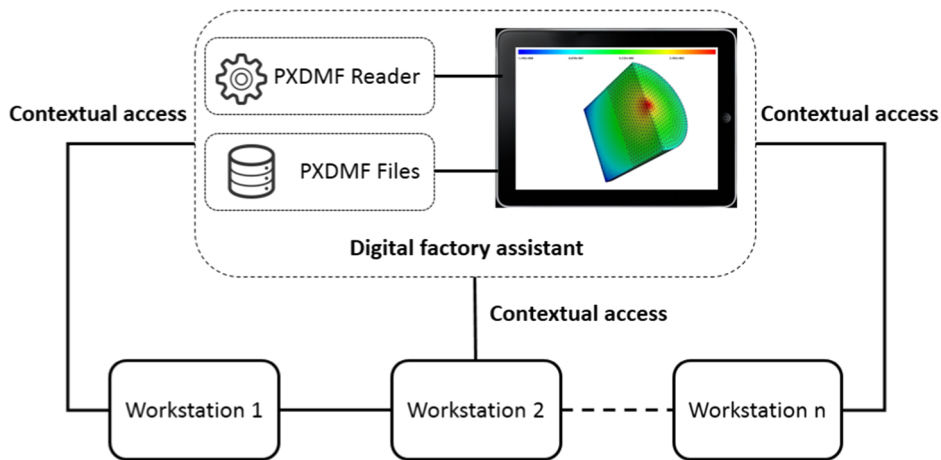 PXDMF Reader
Contextual access
Contextual access
PXDMF Files
Digital factory assistant
Contextual access
Workstation 1
Workstation 2
Workstation n